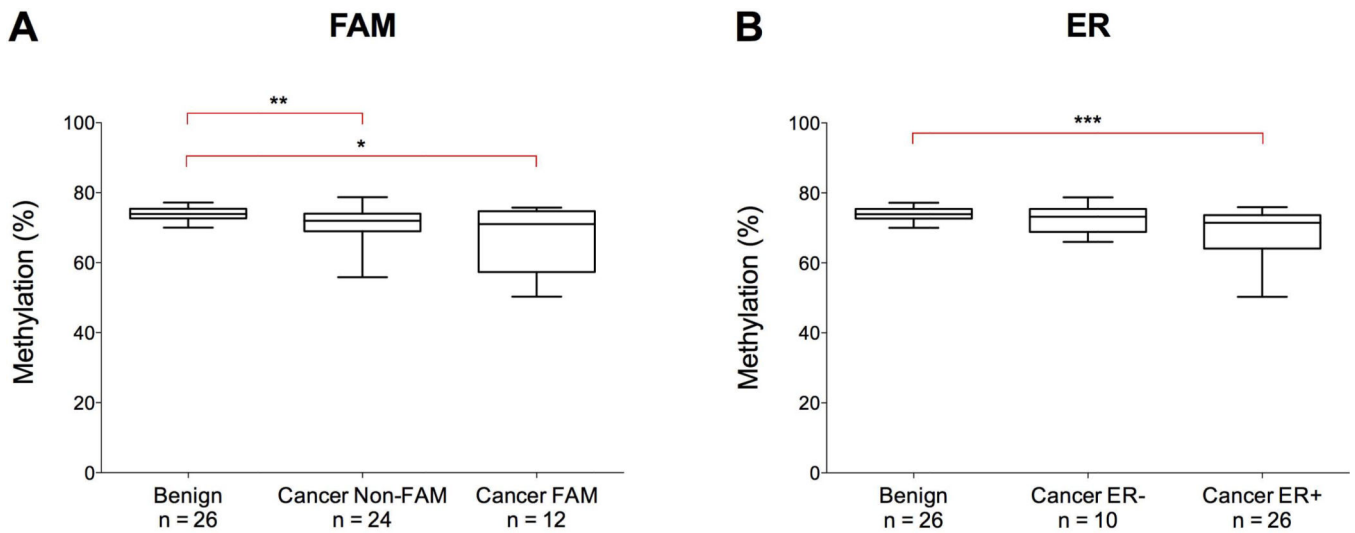 A
FAM
**
*
100
80
60
40
20
0
Methylation (%)
Benign
n = 26
Cancer Non-FAM
n = 24
Cancer FAM
n = 12
B
ER
***
100
80
60
40
20
0
Methylation (%)
Benign
n = 26
Cancer ER-
n = 10
Cancer ER+
n = 26